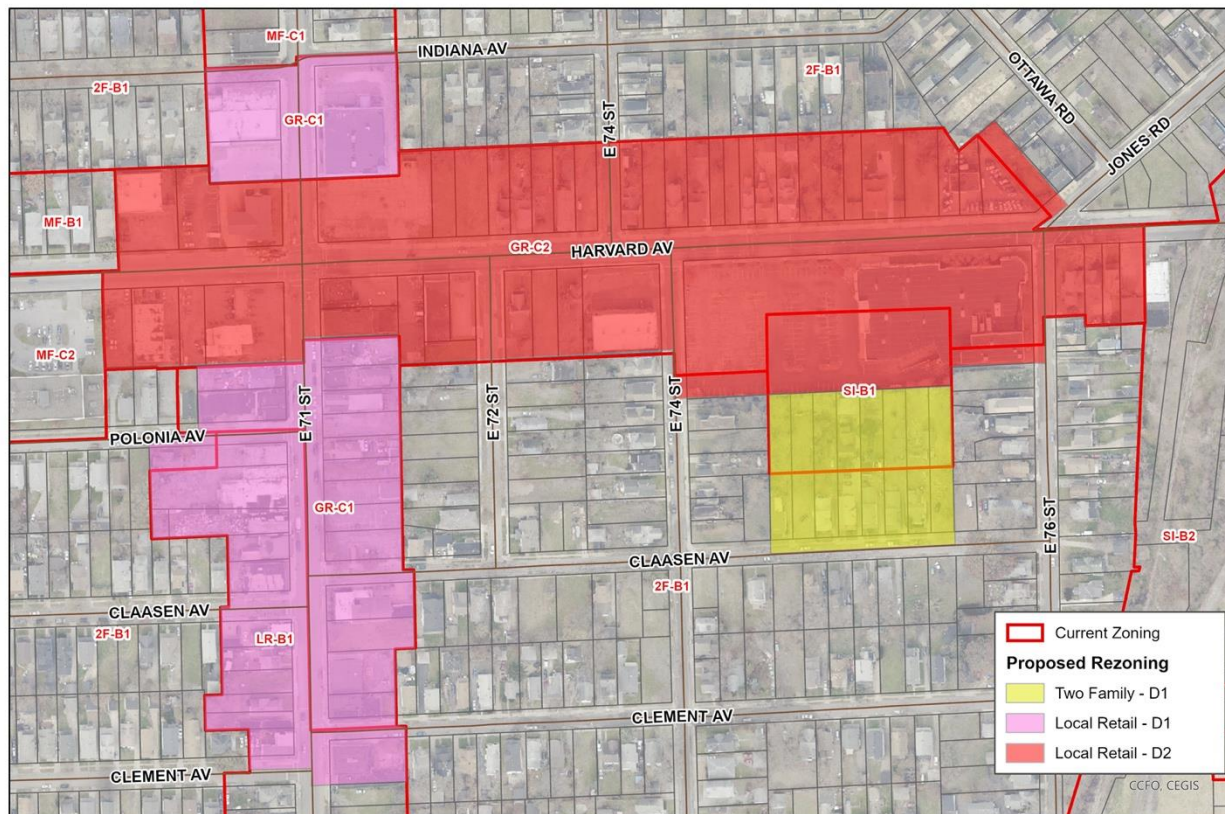 MF-C1
INDIANA AV
2F-B1
2F-B1
OTTAWA RD
GR-C1
E 74 ST
JONES RD
MF-B1
GR-C2
HARVARD AV
MF-C2
SI-B1
E 71 ST
E 72 ST
E 74 ST
POLONIA AV
GR-C1
E 76 ST
SI-B2
CLAASEN AV
2F-B1
CLAASEN AV
2F-B1
LR-B1
CLEMENT AV
CLEMENT AV
Current Zoning
Proposed Rezoning
Two Family - D1
Local Retail - D1
Local Retail - D2
CCFO, CEGIS